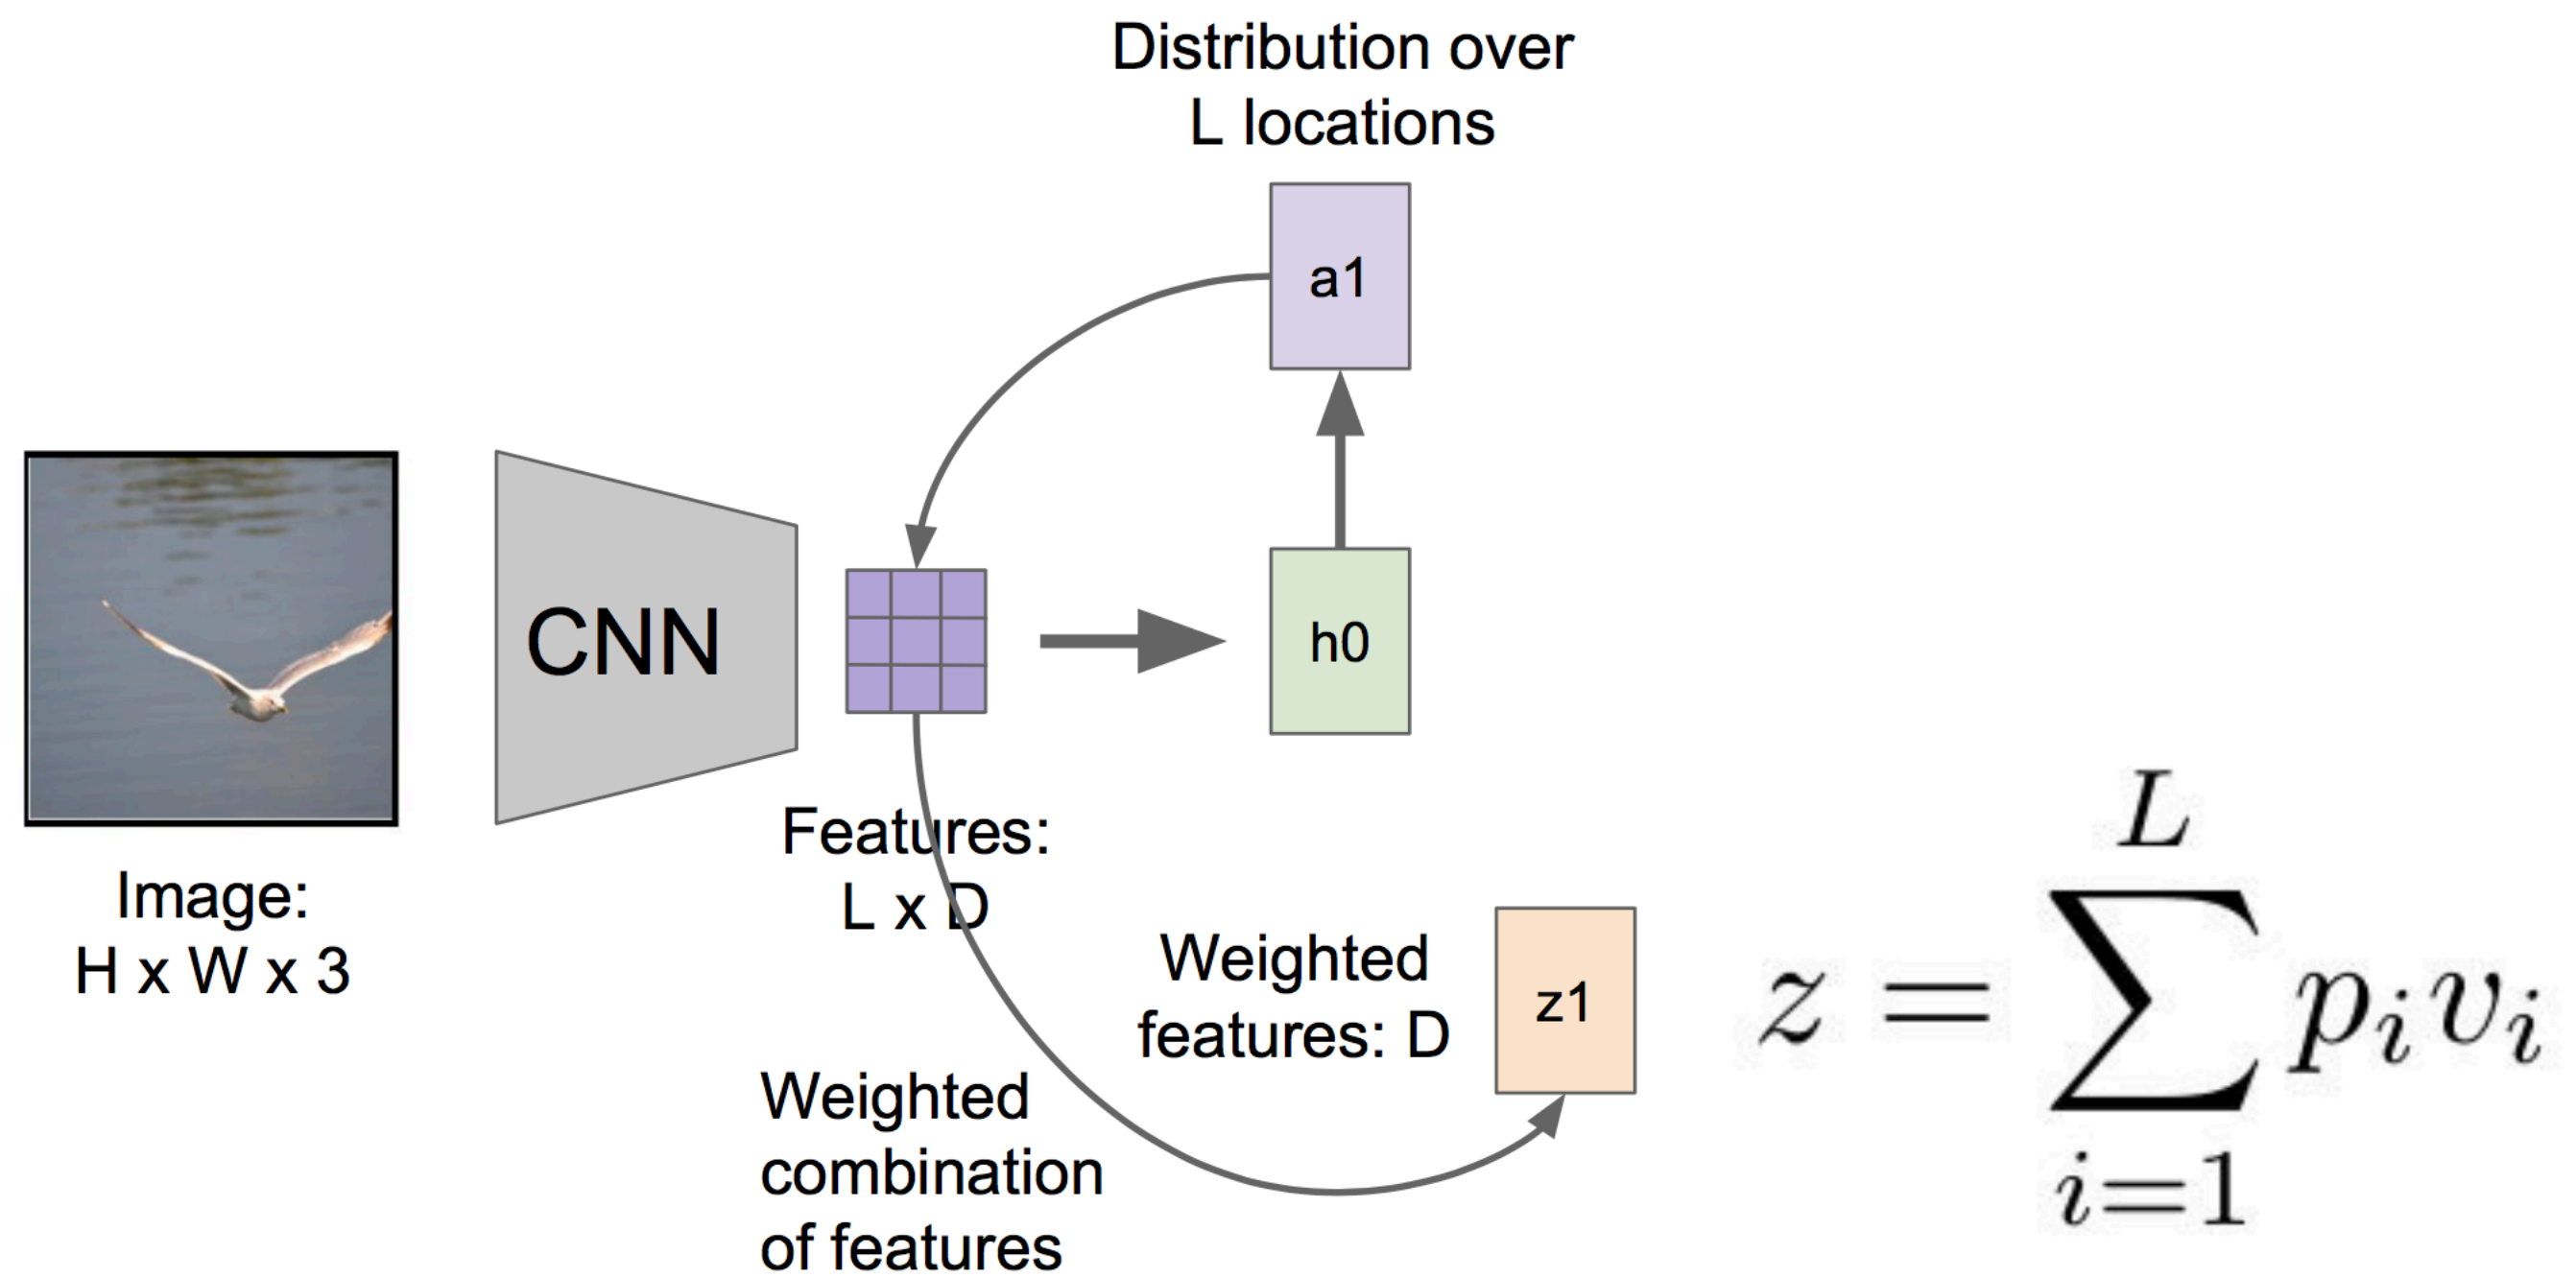 Distribution over
L locations
a1
CNN
h0
Features:
L x D
Image:
H x W x 3
Weighted
features: D
z1
Weighted
combination
of features
z = \sum_{i=1}^{L} p_i v_i